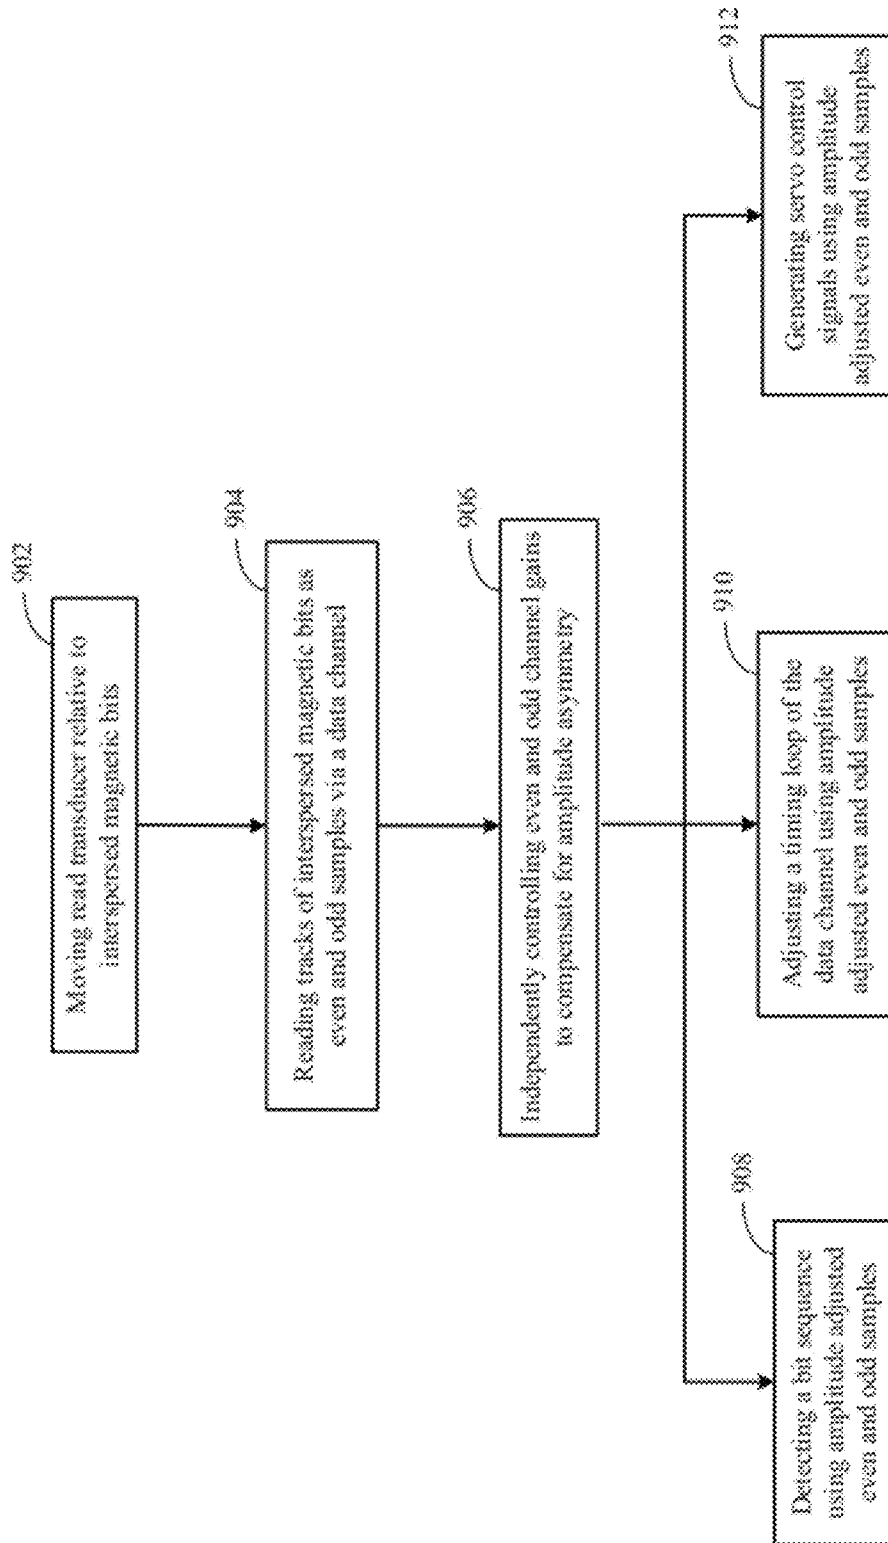 902
Moving read transducer relative to
interspersed magnetic bits
904
Reading tracks of interspersed magnetic bits as
even and odd samples via a data channel
906
Independently controlling even and odd channel gains
to compensate for amplitude asymmetry
908
Detecting a bit sequence
using amplitude adjusted
even and odd samples
910
Adjusting a timing loop of the
data channel using amplitude
adjusted even and odd samples
912
Generating servo control
signals using amplitude
adjusted even and odd samples